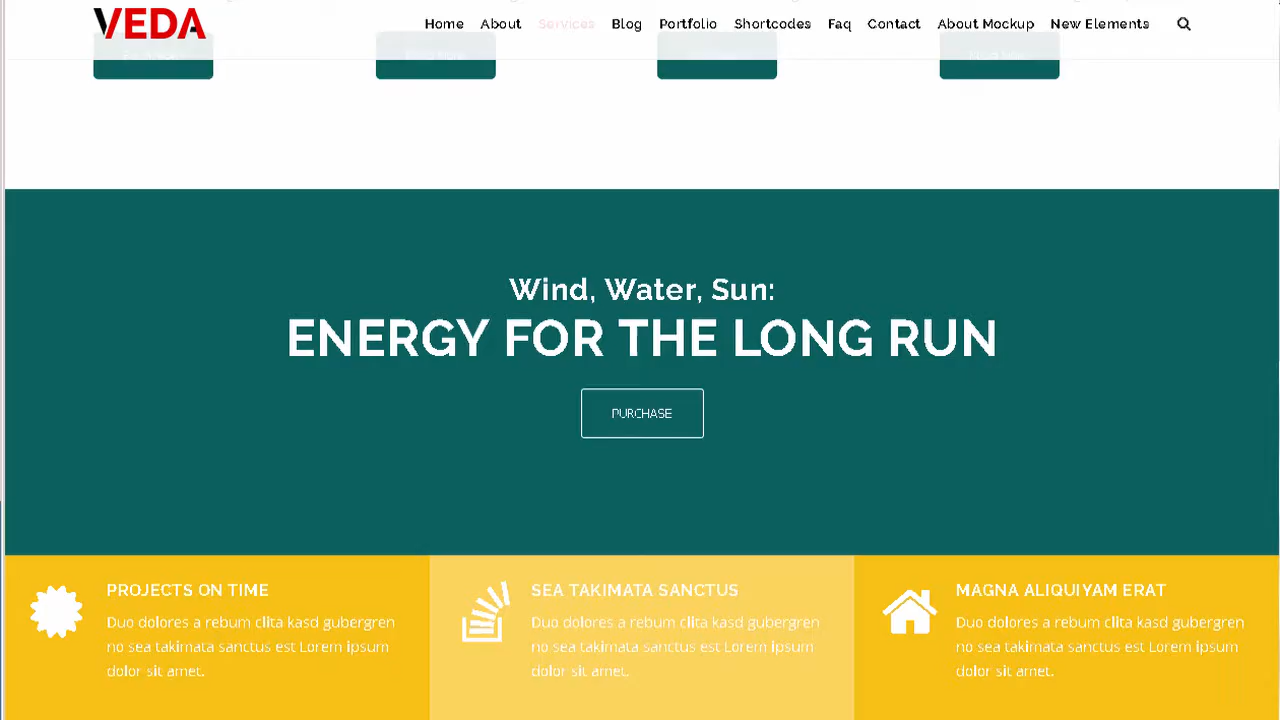 VEDA
Home About Services Blog Portfolio Shortcodes Faq Contact About Mockup New Elements
Wind, Water, Sun:
ENERGY FOR THE LONG RUN
PURCHASE
PROJECTS ON TIME
Duo dolores a rebum clita kasd gubergren
no sea takimata sanctus est Lorem ipsum
dolor sit amet.
SEA TAKIMATA SANCTUS
Duo dolores a rebum clita kasd gubergren
no sea takimata sanctus est Lorem ipsum
dolor sit amet.
MAGNA ALIQUIYAM ERAT
Duo dolores a rebum clita kasd gubergren
no sea takimata sanctus est Lorem ipsum
dolor sit amet.